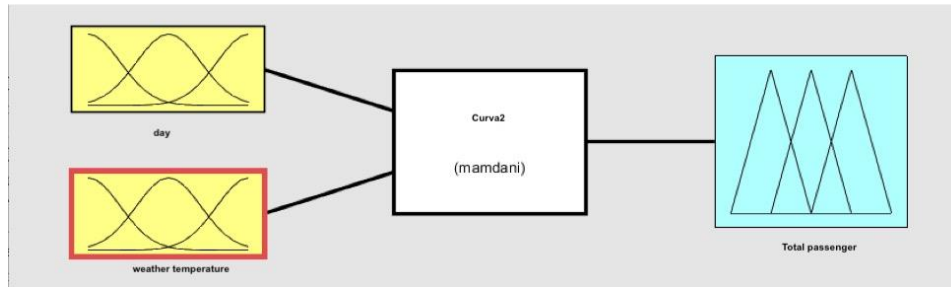 day
Curva2
(mamdani)
weather temperature
Total passenger